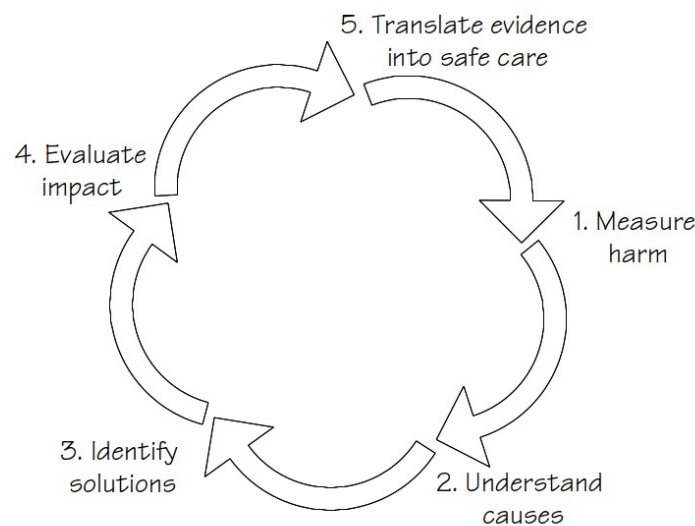 5. Translate evidence
into safe care
1. Measure
harm
2. Understand
causes
3. Identify
solutions
4. Evaluate
impact